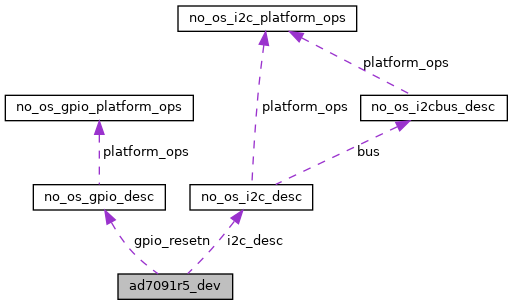 no_os_i2c_platform_ops
platform_ops
no_os_gpio_platform_ops
platform_ops
no_os_i2cbus_desc
platform_ops
bus
no_os_gpio_desc
no_os_i2c_desc
gpio_resetn
i2c_desc
ad7091r5_dev